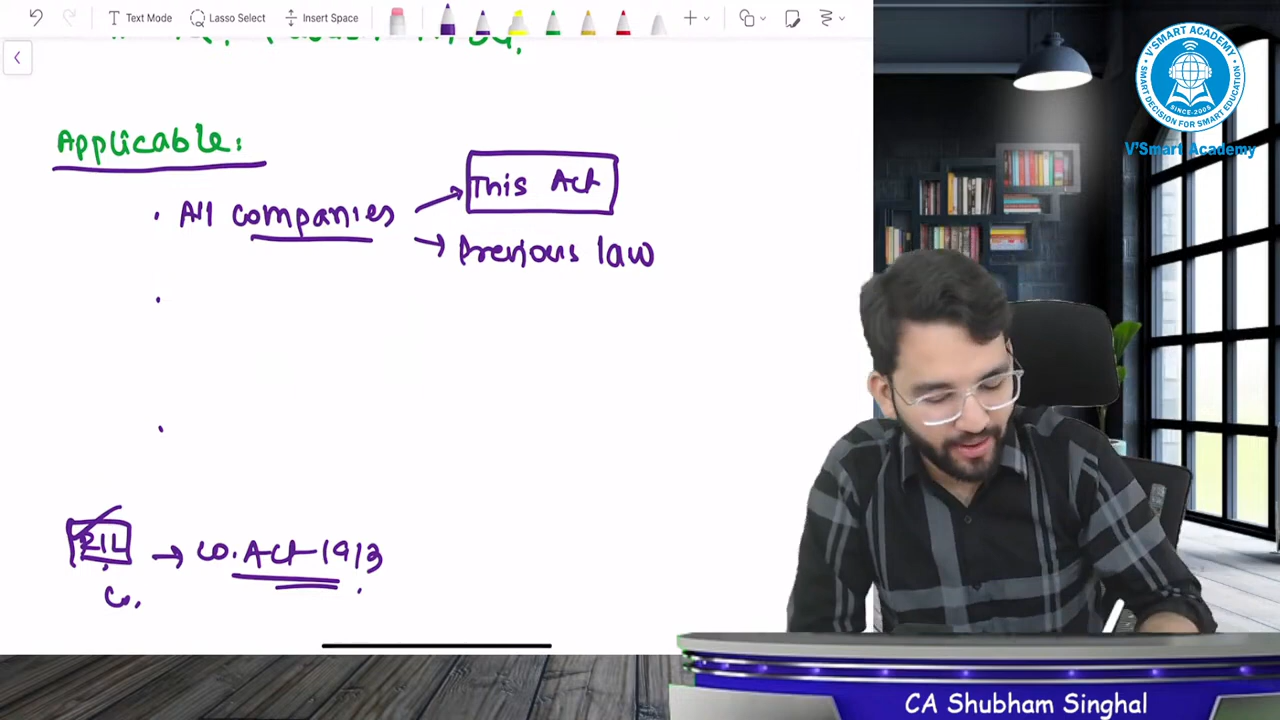 Text Mode Lasso Select Insert Space
Applicable:
This Act
· All companies
Previous law
RIL → Co. Act 1913
Co.
V'SMART ACADEMY
SMART DECISION FOR SMART EDUCATION
SINCE-2005
V'Smart Academy
CA Shubham Singhal